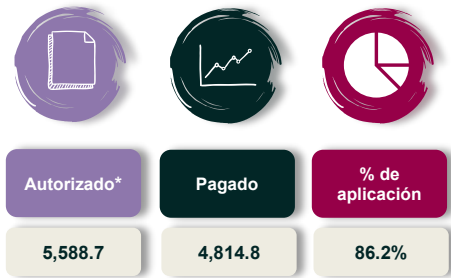 Autorizado*
Pagado
% de
aplicación
5,588.7
4,814.8
86.2%